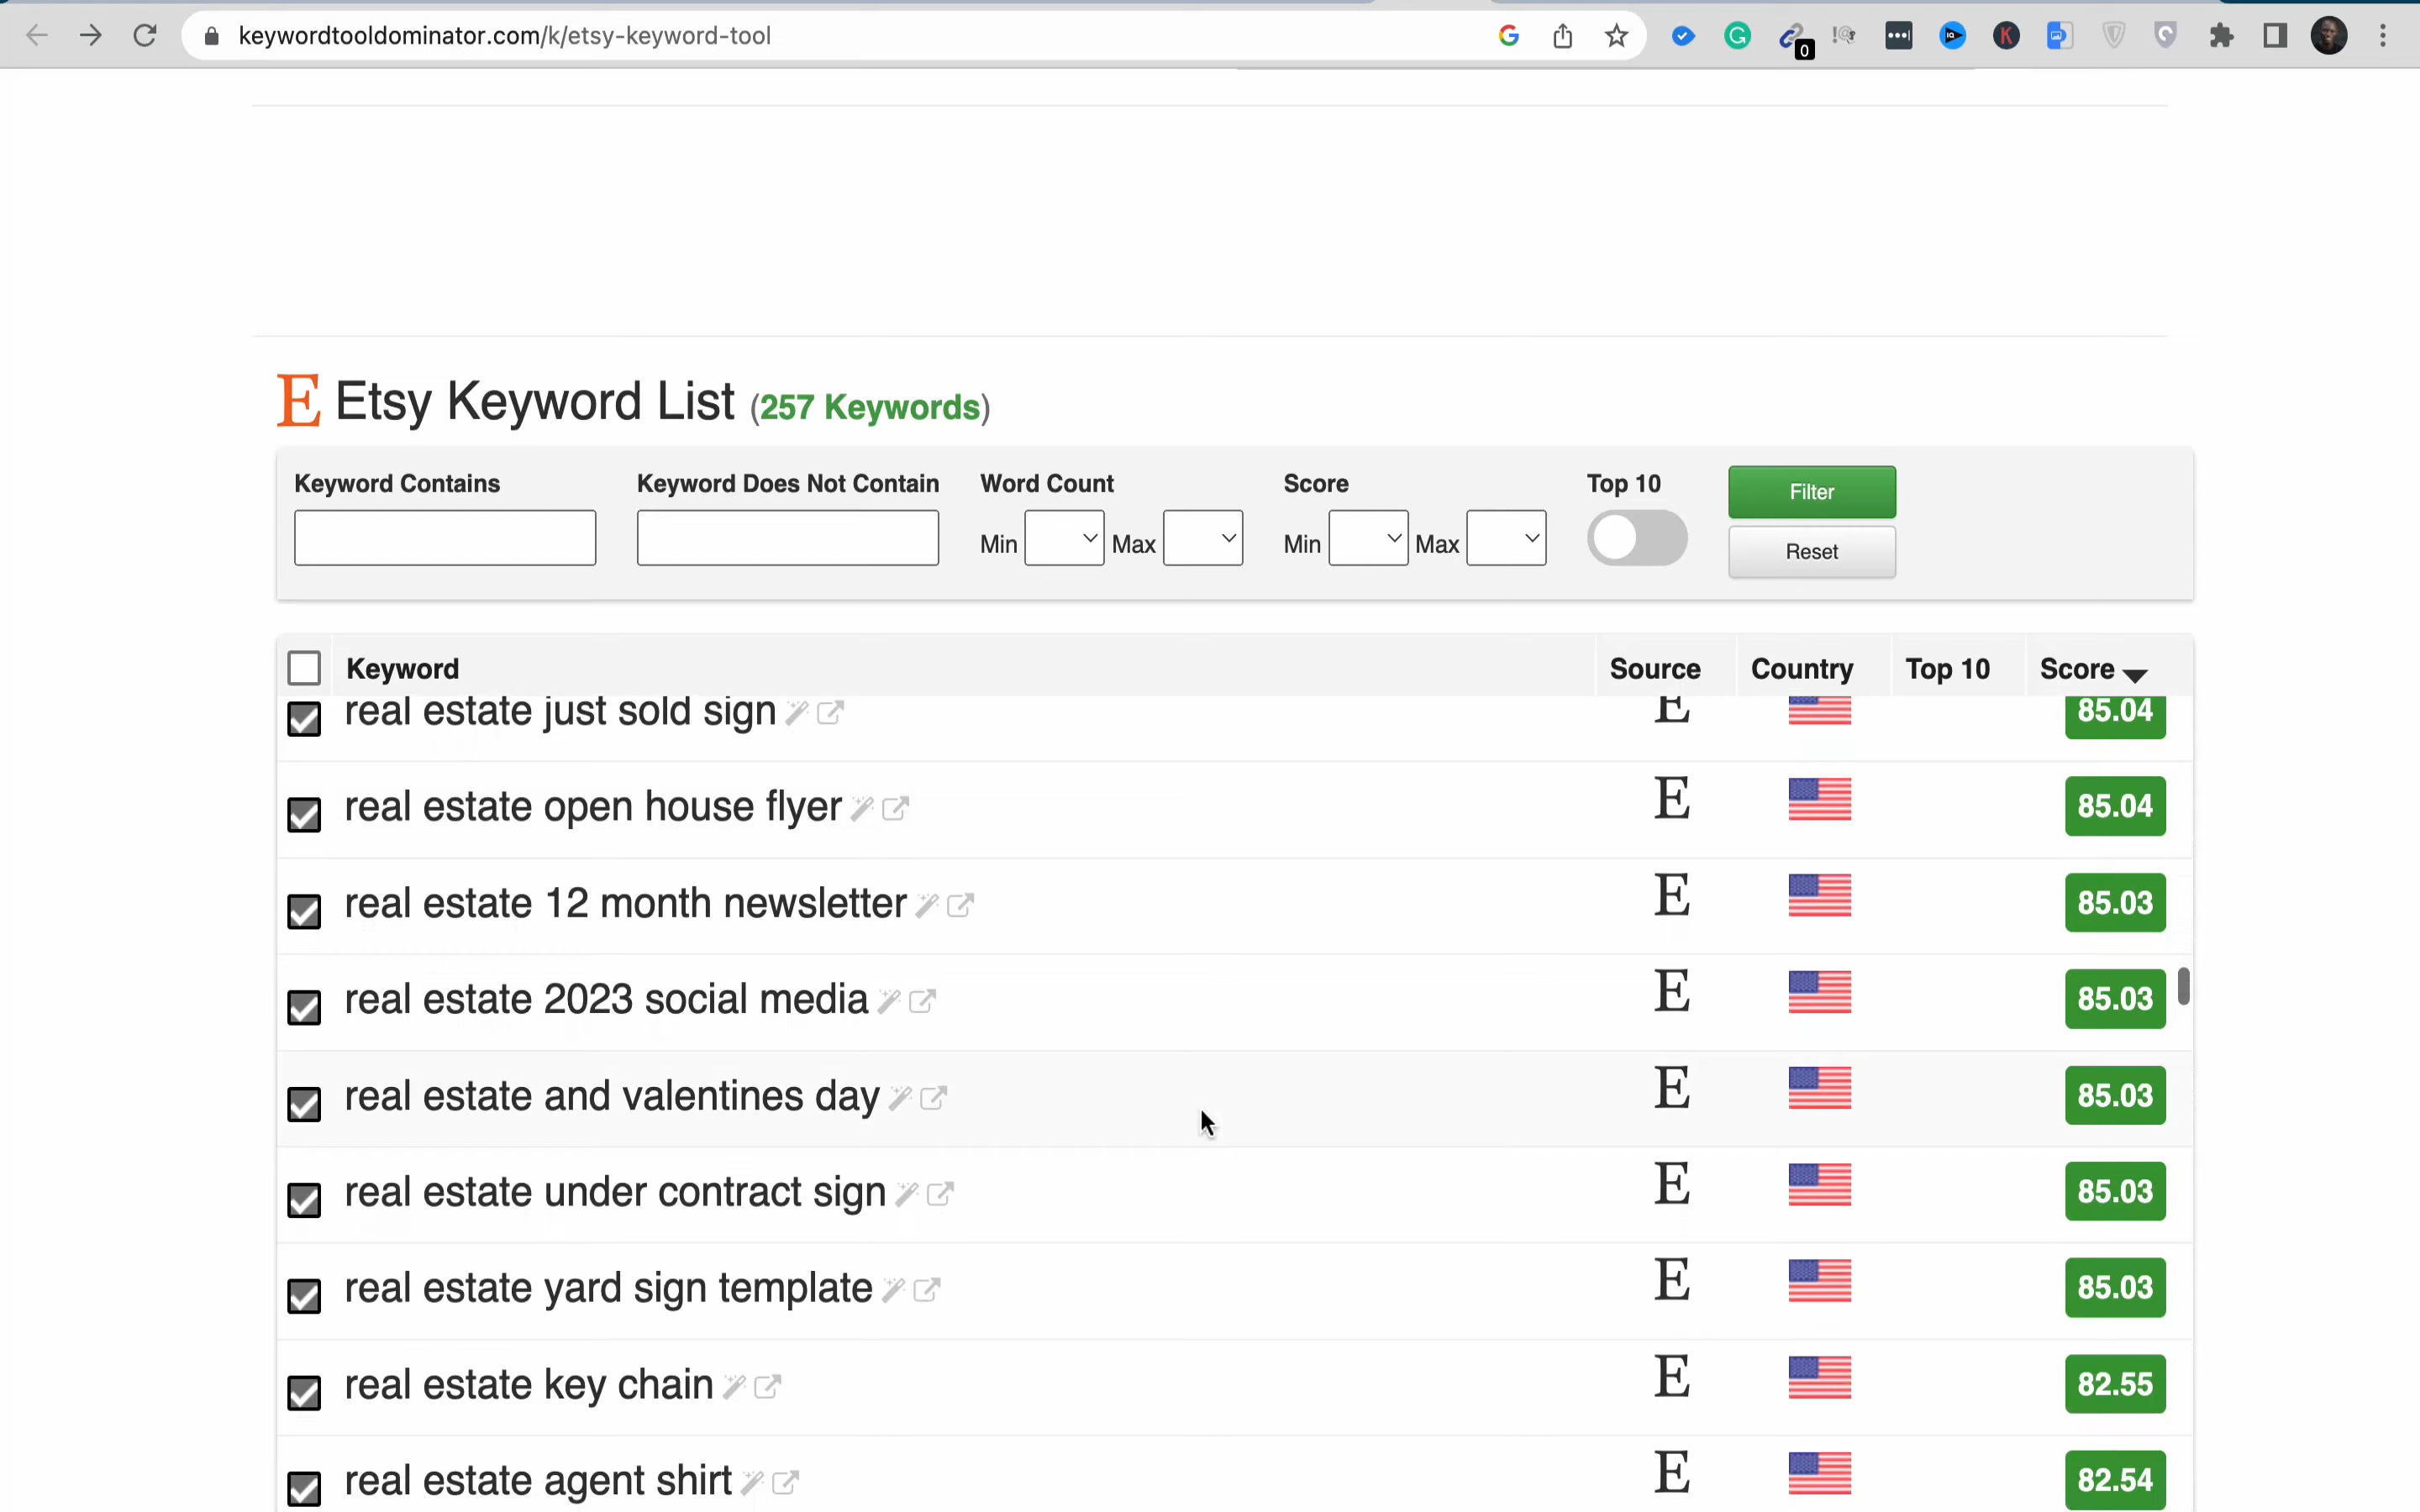 keywordtooldominator.com/k/etsy-keyword-tool
0
E Etsy Keyword List (257 Keywords)
Keyword Contains Keyword Does Not Contain Word Count Score Top 10 Filter
Min Max Min Max Reset
Keyword Source Country Top 10 Score
real estate just sold sign E 85.04
real estate open house flyer E 85.04
real estate 12 month newsletter E 85.03
real estate 2023 social media E 85.03
real estate and valentines day E 85.03
real estate under contract sign E 85.03
real estate yard sign template E 85.03
real estate key chain E 82.55
real estate agent shirt E 82.54